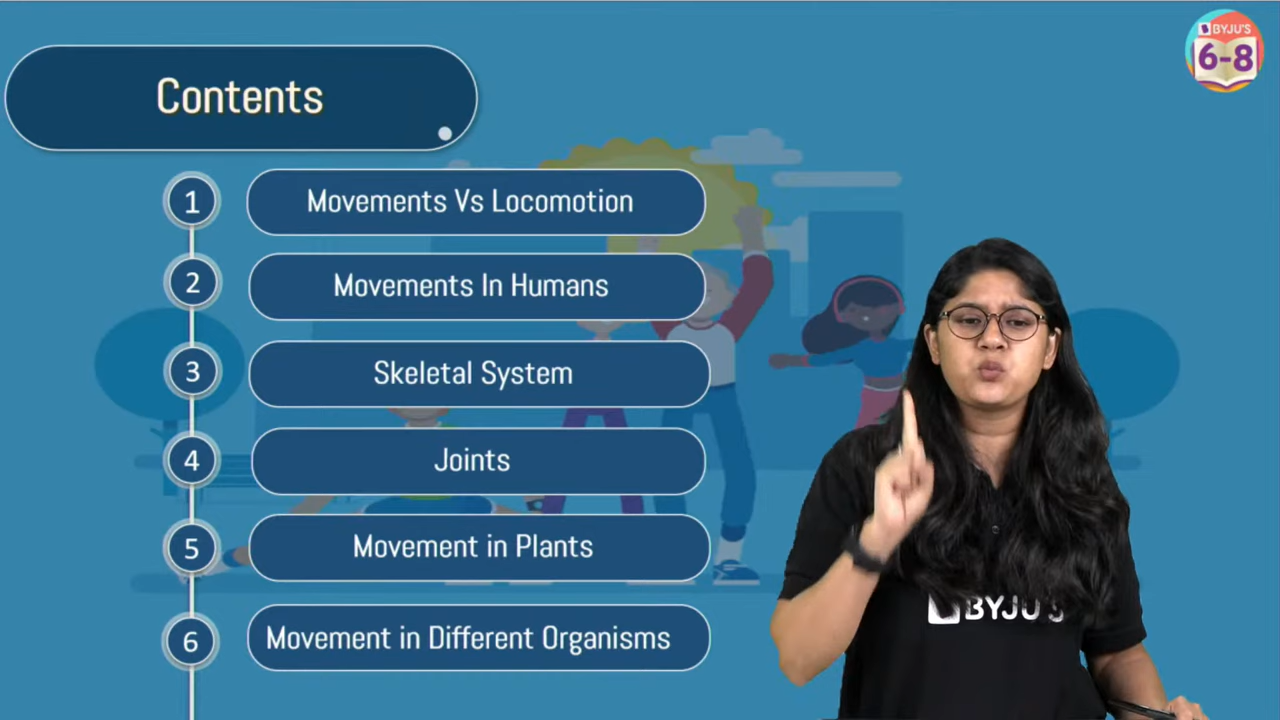 BYJU'S
6-8
Contents
1
Movements Vs Locomotion
2
Movements In Humans
3
Skeletal System
4
Joints
5
Movement in Plants
6
Movement in Different Organisms
BYJU'S